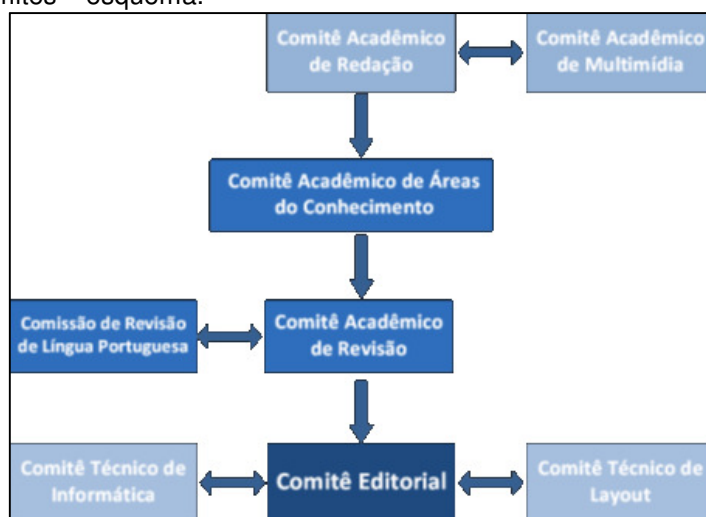 esquema.
Comitê Acadêmico
de Redação
Comitê Acadêmico
de Multimídia
Comitê Acadêmico de Áreas
do Conhecimento
Comissão de Revisão
de Língua Portuguesa
Comitê Acadêmico
de Revisão
Comitê Técnico de
Informática
Comitê Editorial
Comitê Técnico de
Layout